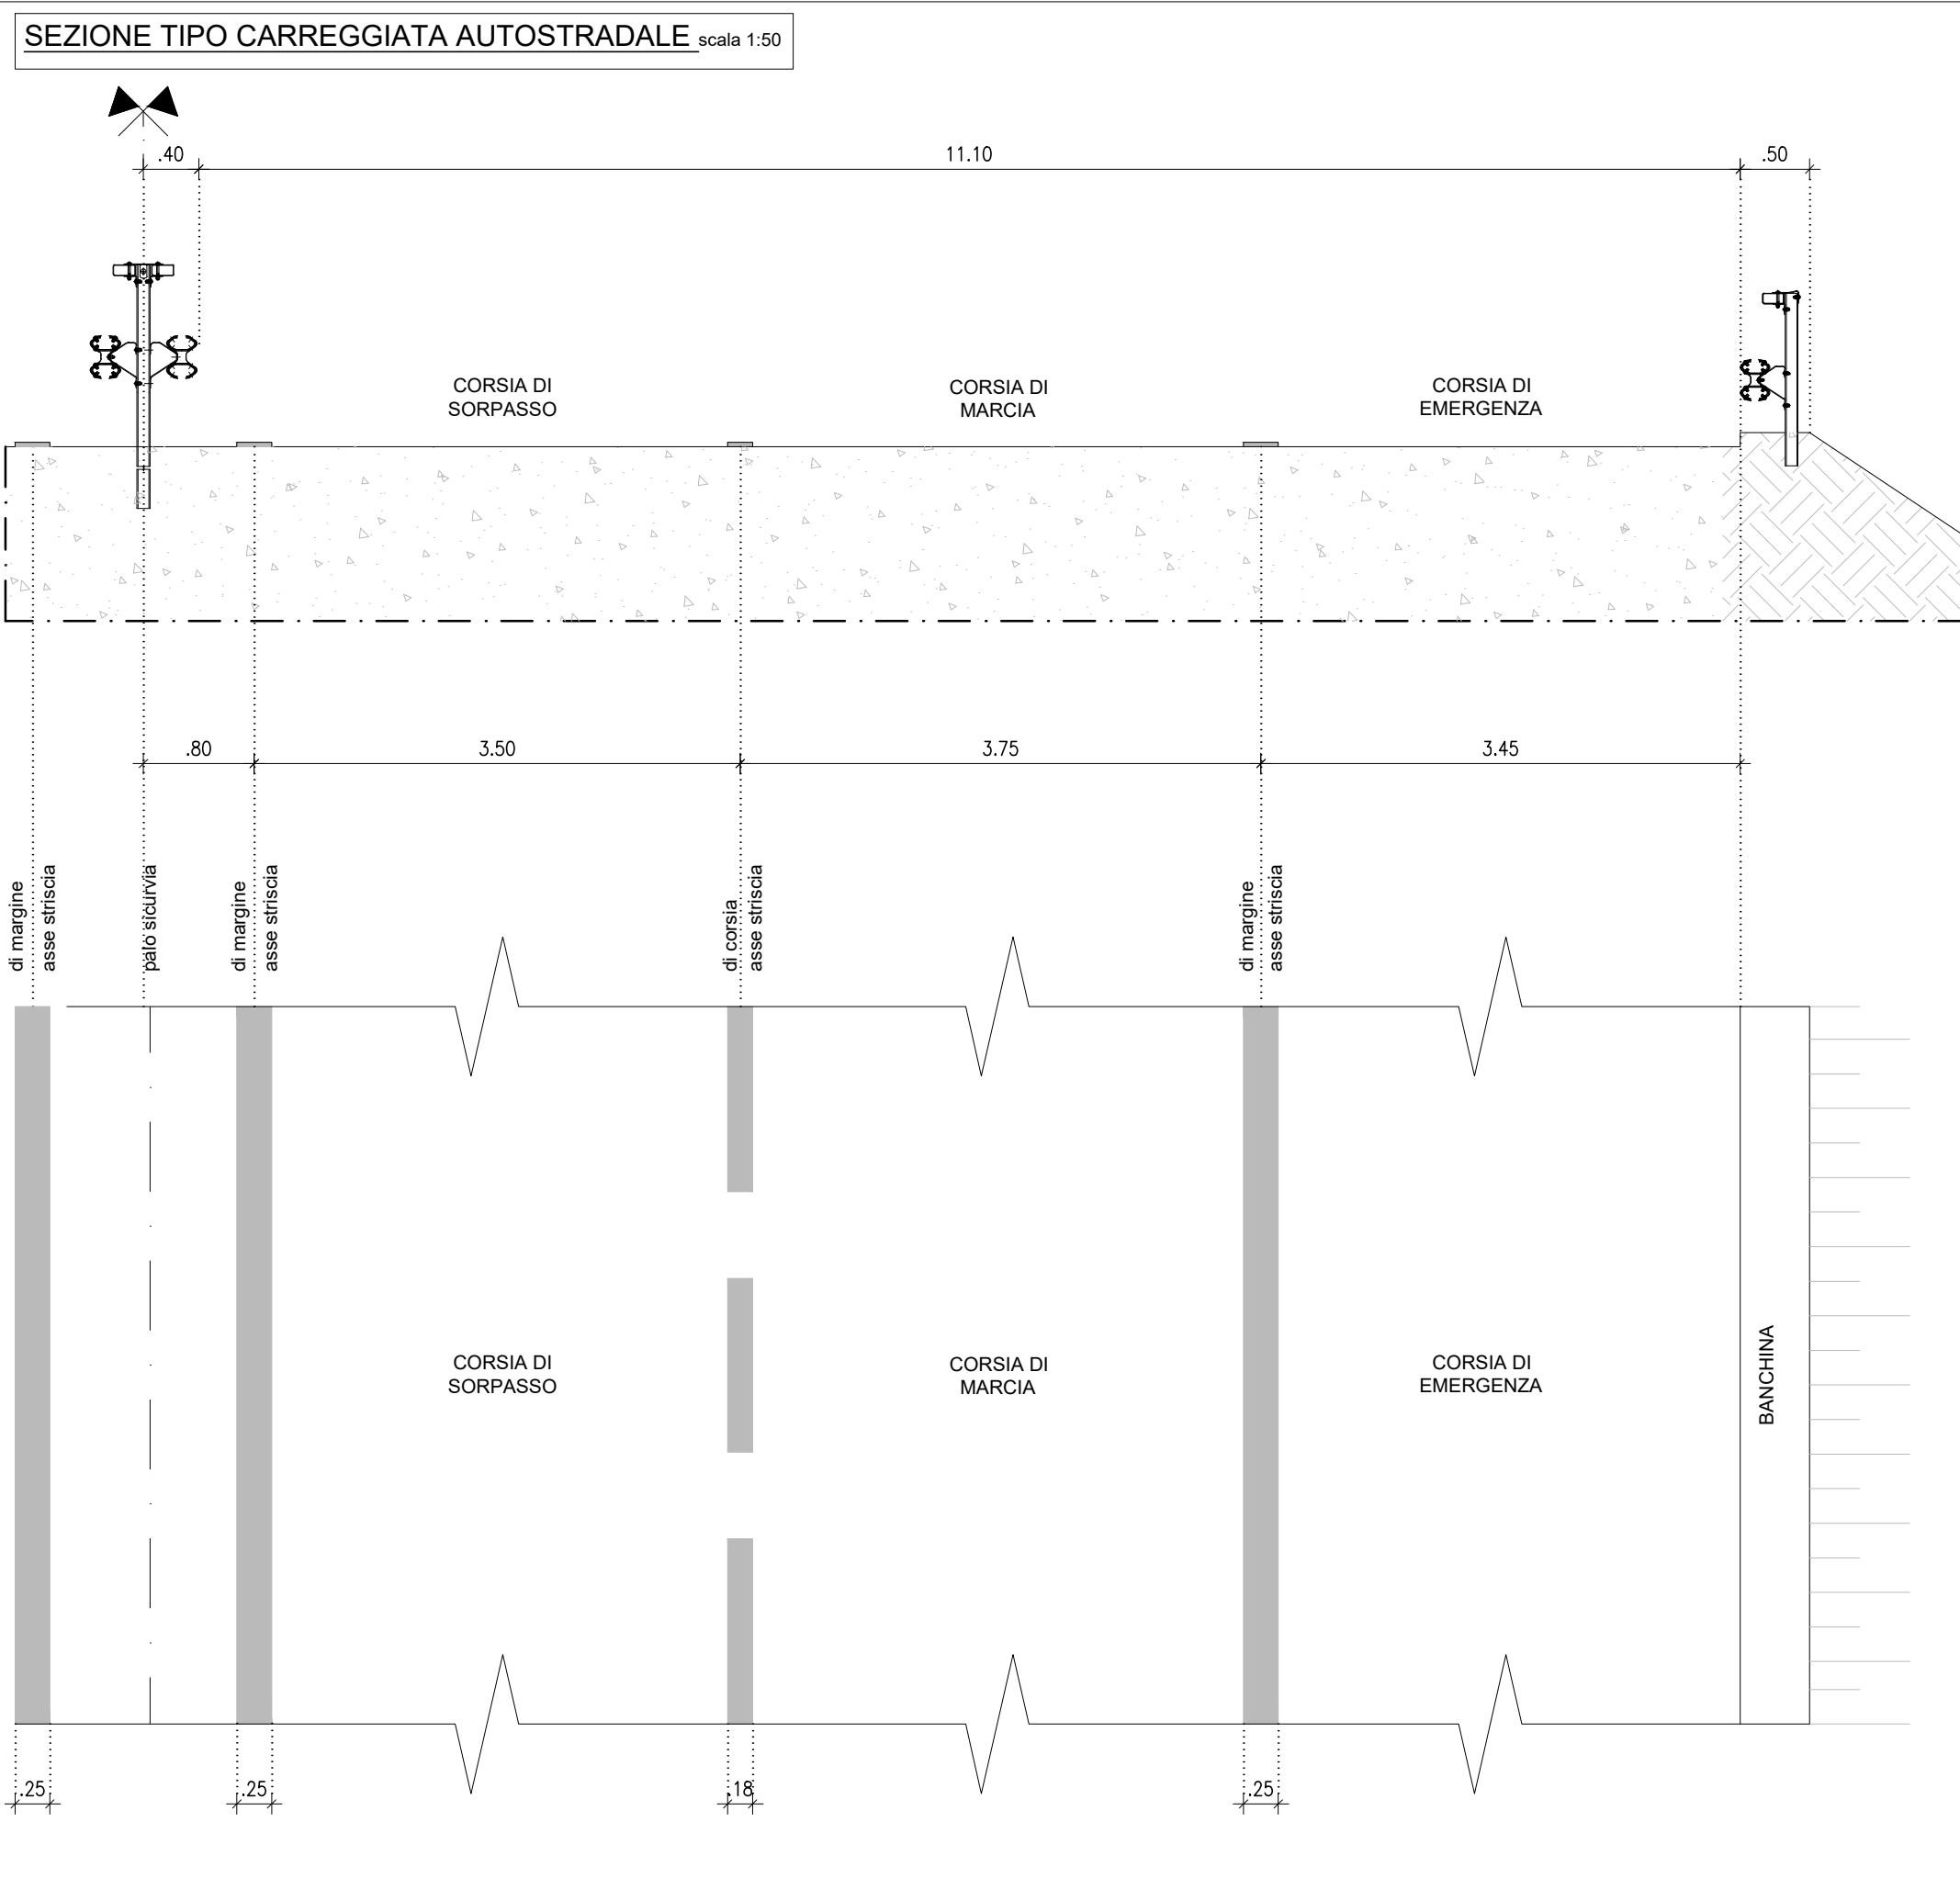 SEZIONE TIPO CARREGGIATA AUTOSTRADALE scala 1:50
.40
11.10
.50
CORSIA DI
SORPASSO
CORSIA DI
MARCIA
CORSIA DI
EMERGENZA
.80
3.50
3.75
3.45
di margine
asse striscia
palo sicurvia
di margine
asse striscia
di corsia
asse striscia
di margine
asse striscia
CORSIA DI
SORPASSO
CORSIA DI
MARCIA
CORSIA DI
EMERGENZA
BANCHINA
.25
.25
.18
.25